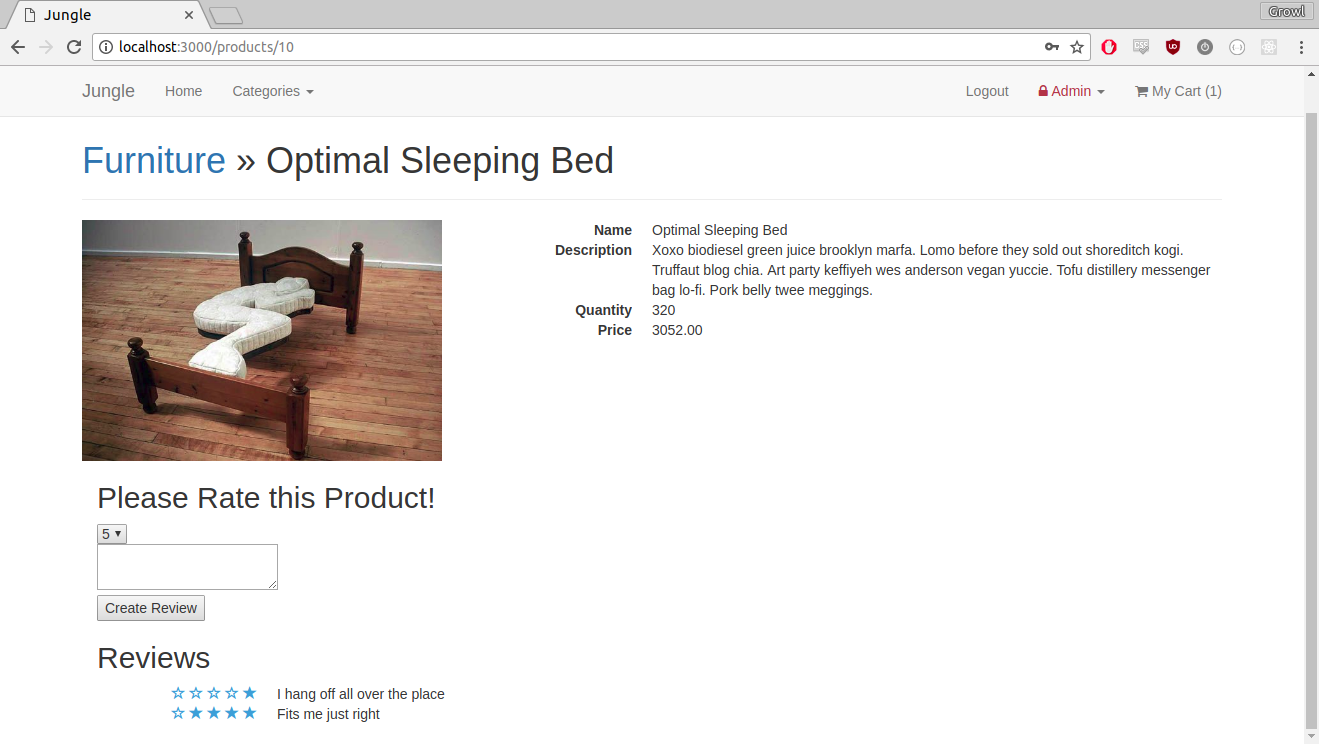 Jungle
Growl
localhost:3000/products/10
Jungle Home Categories Logout Admin My Cart (1)
Furniture » Optimal Sleeping Bed
Name Optimal Sleeping Bed
Description Xoxo biodiesel green juice brooklyn marfa. Lomo before they sold out shoreditch kogi.
Truffaut blog chia. Art party keffiyeh wes anderson vegan yuccie. Tofu distillery messenger
bag lo-fi. Pork belly twee meggings.
Quantity 320
Price 3052.00
Please Rate this Product!
5
Create Review
Reviews
☆ ☆ ☆ ☆ ★ I hang off all over the place
☆ ★ ★ ★ ★ Fits me just right